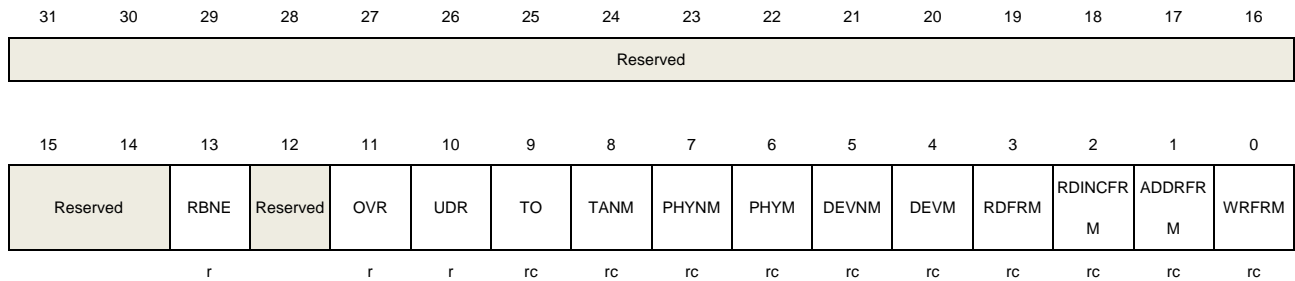 31 30 29 28 27 26 25 24 23 22 21 20 19 18 17 16
Reserved
15 14 13 12 11 10 9 8 7 6 5 4 3 2 1 0
Reserved RBNE Reserved OVR UDR TO TANM PHYNM PHYM DEVNM DEVM RDFRM RDINCFR ADDRFR WRFRM
M M
r r r rc rc rc rc rc rc rc rc rc rc